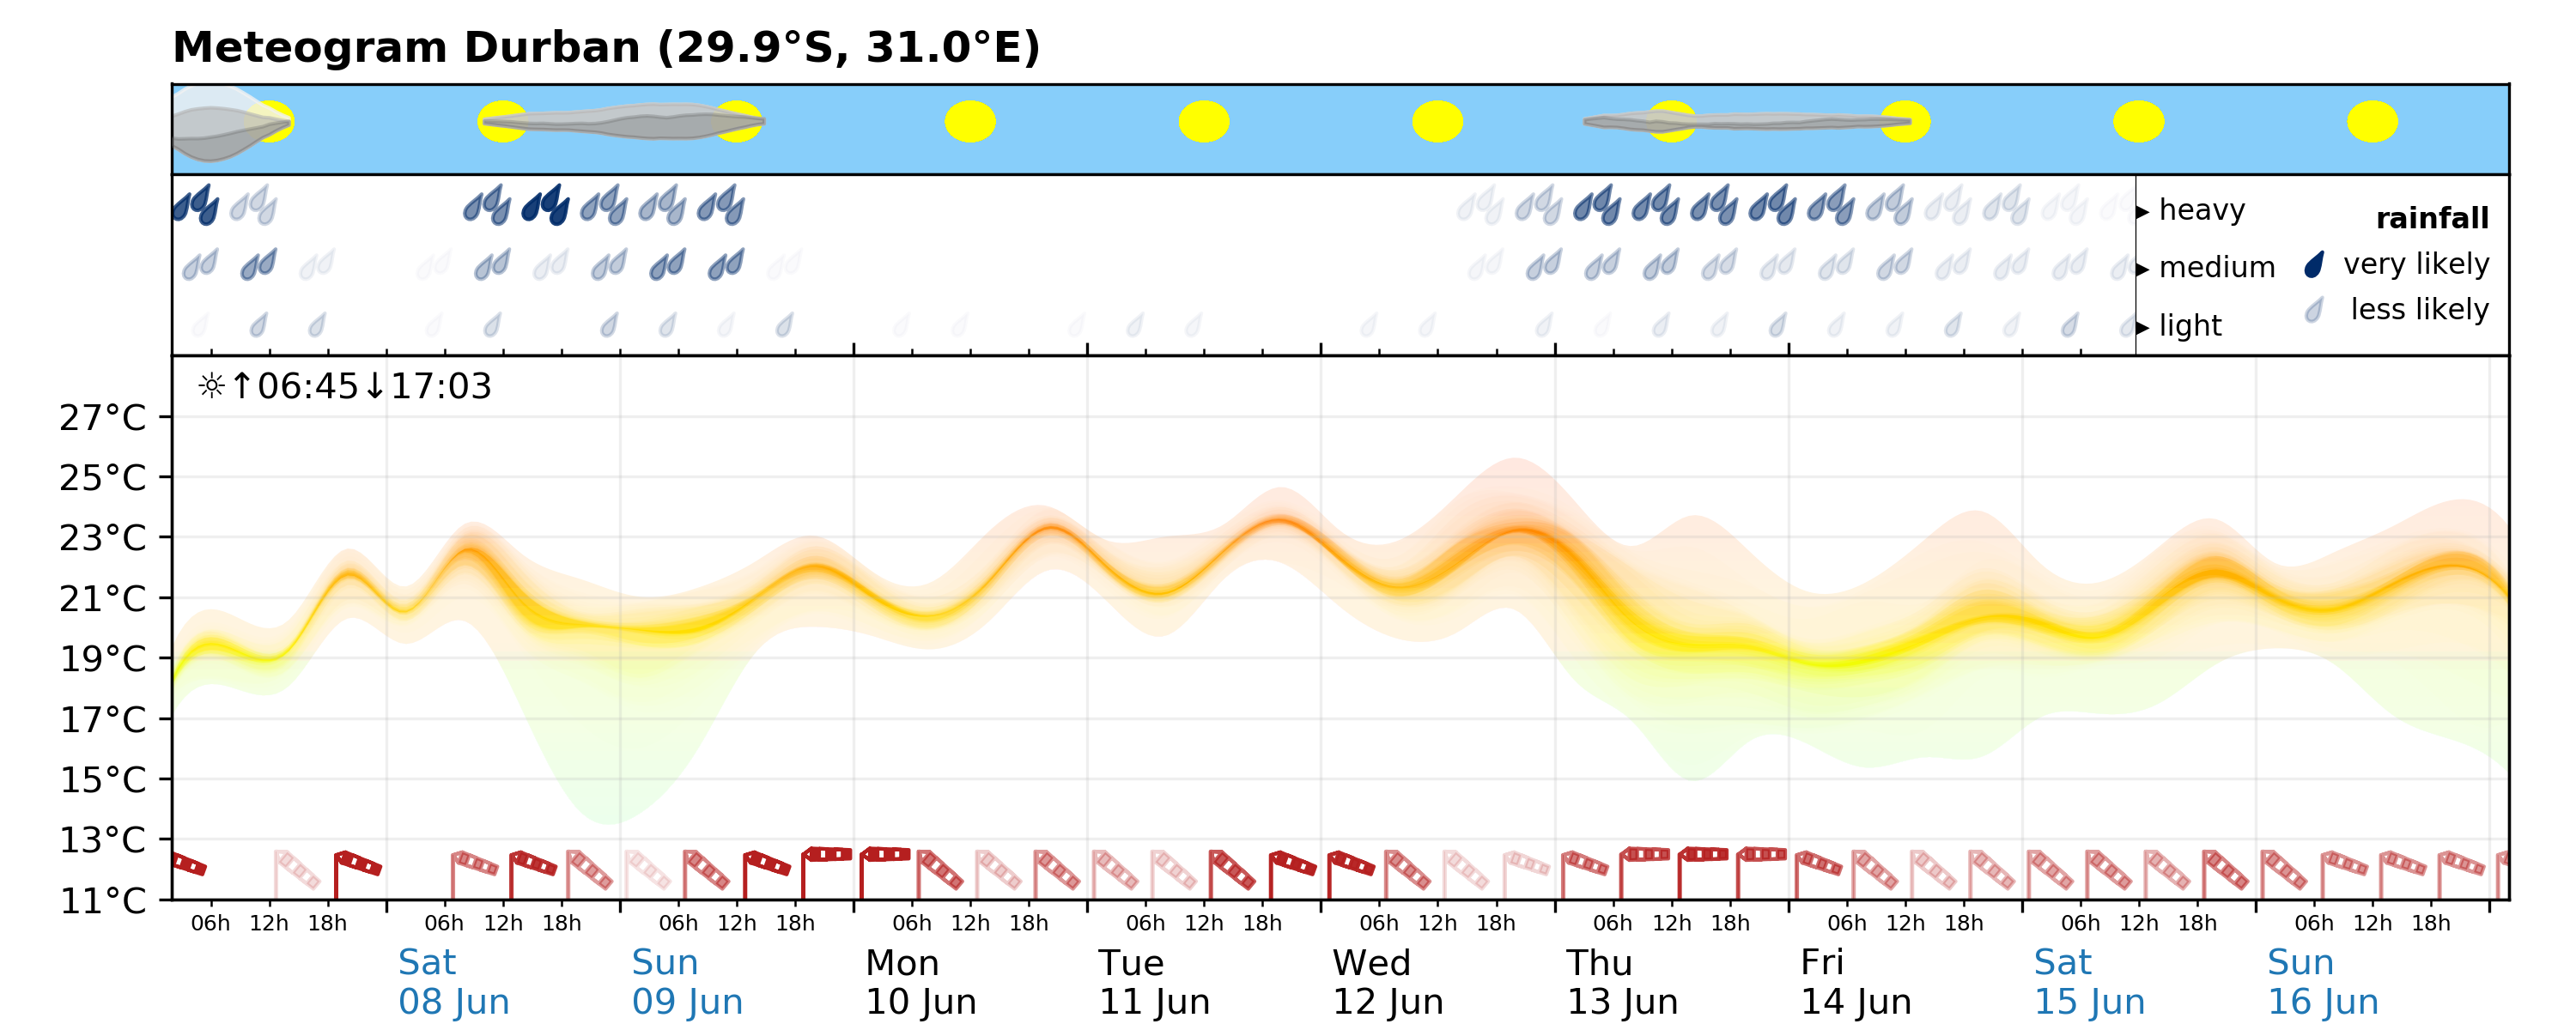 Meteogram Durban (29.9°S, 31.0°E)
▸ heavy
rainfall
▸ medium
very likely
less likely
▸ light
☼↑06:45↓17:03
27°C
25°C
23°C
21°C
19°C
17°C
15°C
13°C
11°C
06h 12h 18h 06h 12h 18h 06h 12h 18h 06h 12h 18h 06h 12h 18h 06h 12h 18h 06h 12h 18h 06h 12h 18h 06h 12h 18h 06h 12h 18h
Sat Sun Mon Tue Wed Thu Fri Sat Sun
08 Jun 09 Jun 10 Jun 11 Jun 12 Jun 13 Jun 14 Jun 15 Jun 16 Jun